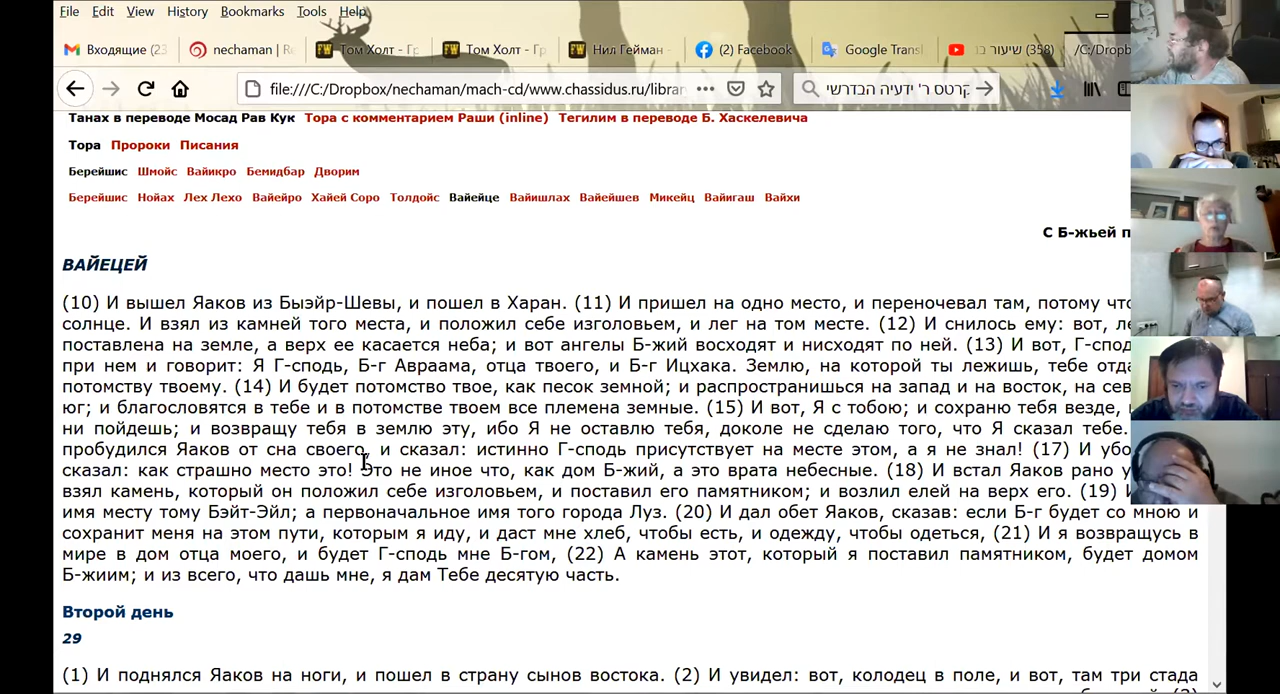 File Edit View History Bookmarks Tools Help
Входящие (23 nechaman | Re Том Холт - Гр Том Холт - Гр Нил Гейман - (2) Facebook Google Transl (358) שיעור בנ /C:/Dropb
file:///C:/Dropbox/nechaman/mach-cd/www.chassidus.ru/librar קרטס ר' ידעיה הבדרשי
Танах в переводе Мосад Рав Кук Тора с комментарием Раши (inline) Тегилим в переводе Б. Хаскелевича
Тора Пророки Писания
Берейшис Шмойс Вайикро Бемидбар Дворим
Берейшис Нойах Лех Лехо Вайейро Хайей Соро Толдойс Вайейце Вайишлах Вайейшев Микейц Вайигаш Вайхи
С Б-жьей п
ВАЙЕЦЕЙ
(10) И вышел Яаков из Быэйр-Шевы, и пошел в Харан. (11) И пришел на одно место, и переночевал там, потому что
солнце. И взял из камней того места, и положил себе изголовьем, и лег на том месте. (12) И снилось ему: вот, ле
поставлена на земле, а верх ее касается неба; и вот ангелы Б-жий восходят и нисходят по ней. (13) И вот, Г-спод
при нем и говорит: Я Г-сподь, Б-г Авраама, отца твоего, и Б-г Ицхака. Землю, на которой ты лежишь, тебе отда
потомству твоему. (14) И будет потомство твое, как песок земной; и распространишься на запад и на восток, на сев
юг; и благословятся в тебе и в потомстве твоем все племена земные. (15) И вот, Я с тобою; и сохраню тебя везде,
ни пойдешь; и возвращу тебя в землю эту, ибо Я не оставлю тебя, доколе не сделаю того, что Я сказал тебе.
пробудился Яаков от сна своего, и сказал: истинно Г-сподь присутствует на месте этом, а я не знал! (17) И убо
сказал: как страшно место это! Это не иное что, как дом Б-жий, а это врата небесные. (18) И встал Яаков рано у
взял камень, который он положил себе изголовьем, и поставил его памятником; и возлил елей на верх его. (19) И
имя месту тому Бэйт-Эйл; а первоначальное имя того города Луз. (20) И дал обет Яаков, сказав: если Б-г будет со мною и
сохранит меня на этом пути, которым я иду, и даст мне хлеб, чтобы есть, и одежду, чтобы одеться, (21) И я возвращусь в
мире в дом отца моего, и будет Г-сподь мне Б-гом, (22) А камень этот, который я поставил памятником, будет домом
Б-жиим; и из всего, что дашь мне, я дам Тебе десятую часть.
Второй день
29
(1) И поднялся Яаков на ноги, и пошел в страну сынов востока. (2) И увидел: вот, колодец в поле, и вот, там три стада